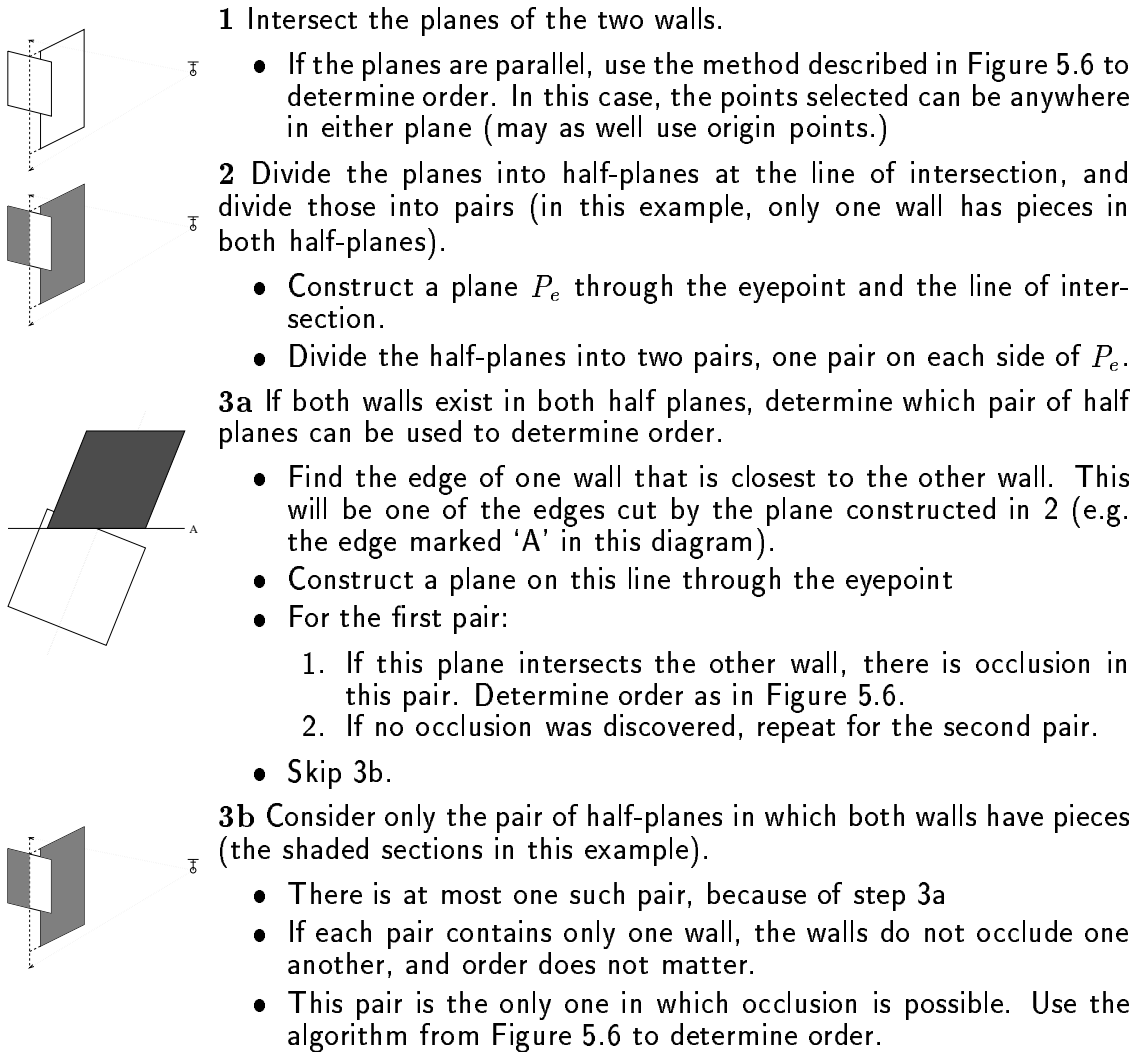 1 Intersect the planes of the two walls.
• If the planes are parallel, use the method described in Figure 5.6 to
determine order. In this case, the points selected can be anywhere
in either plane (may as well use origin points.)
2 Divide the planes into half-planes at the line of intersection, and
divide those into pairs (in this example, only one wall has pieces in
both half-planes).
• Construct a plane Pₑ through the eyepoint and the line of inter-
section.
• Divide the half-planes into two pairs, one pair on each side of Pₑ.
3a If both walls exist in both half planes, determine which pair of half
planes can be used to determine order.
• Find the edge of one wall that is closest to the other wall. This
will be one of the edges cut by the plane constructed in 2 (e.g.
the edge marked ‘A’ in this diagram).
A
• Construct a plane on this line through the eyepoint
• For the first pair:
1. If this plane intersects the other wall, there is occlusion in
this pair. Determine order as in Figure 5.6.
2. If no occlusion was discovered, repeat for the second pair.
• Skip 3b.
3b Consider only the pair of half-planes in which both walls have pieces
(the shaded sections in this example).
• There is at most one such pair, because of step 3a
• If each pair contains only one wall, the walls do not occlude one
another, and order does not matter.
• This pair is the only one in which occlusion is possible. Use the
algorithm from Figure 5.6 to determine order.